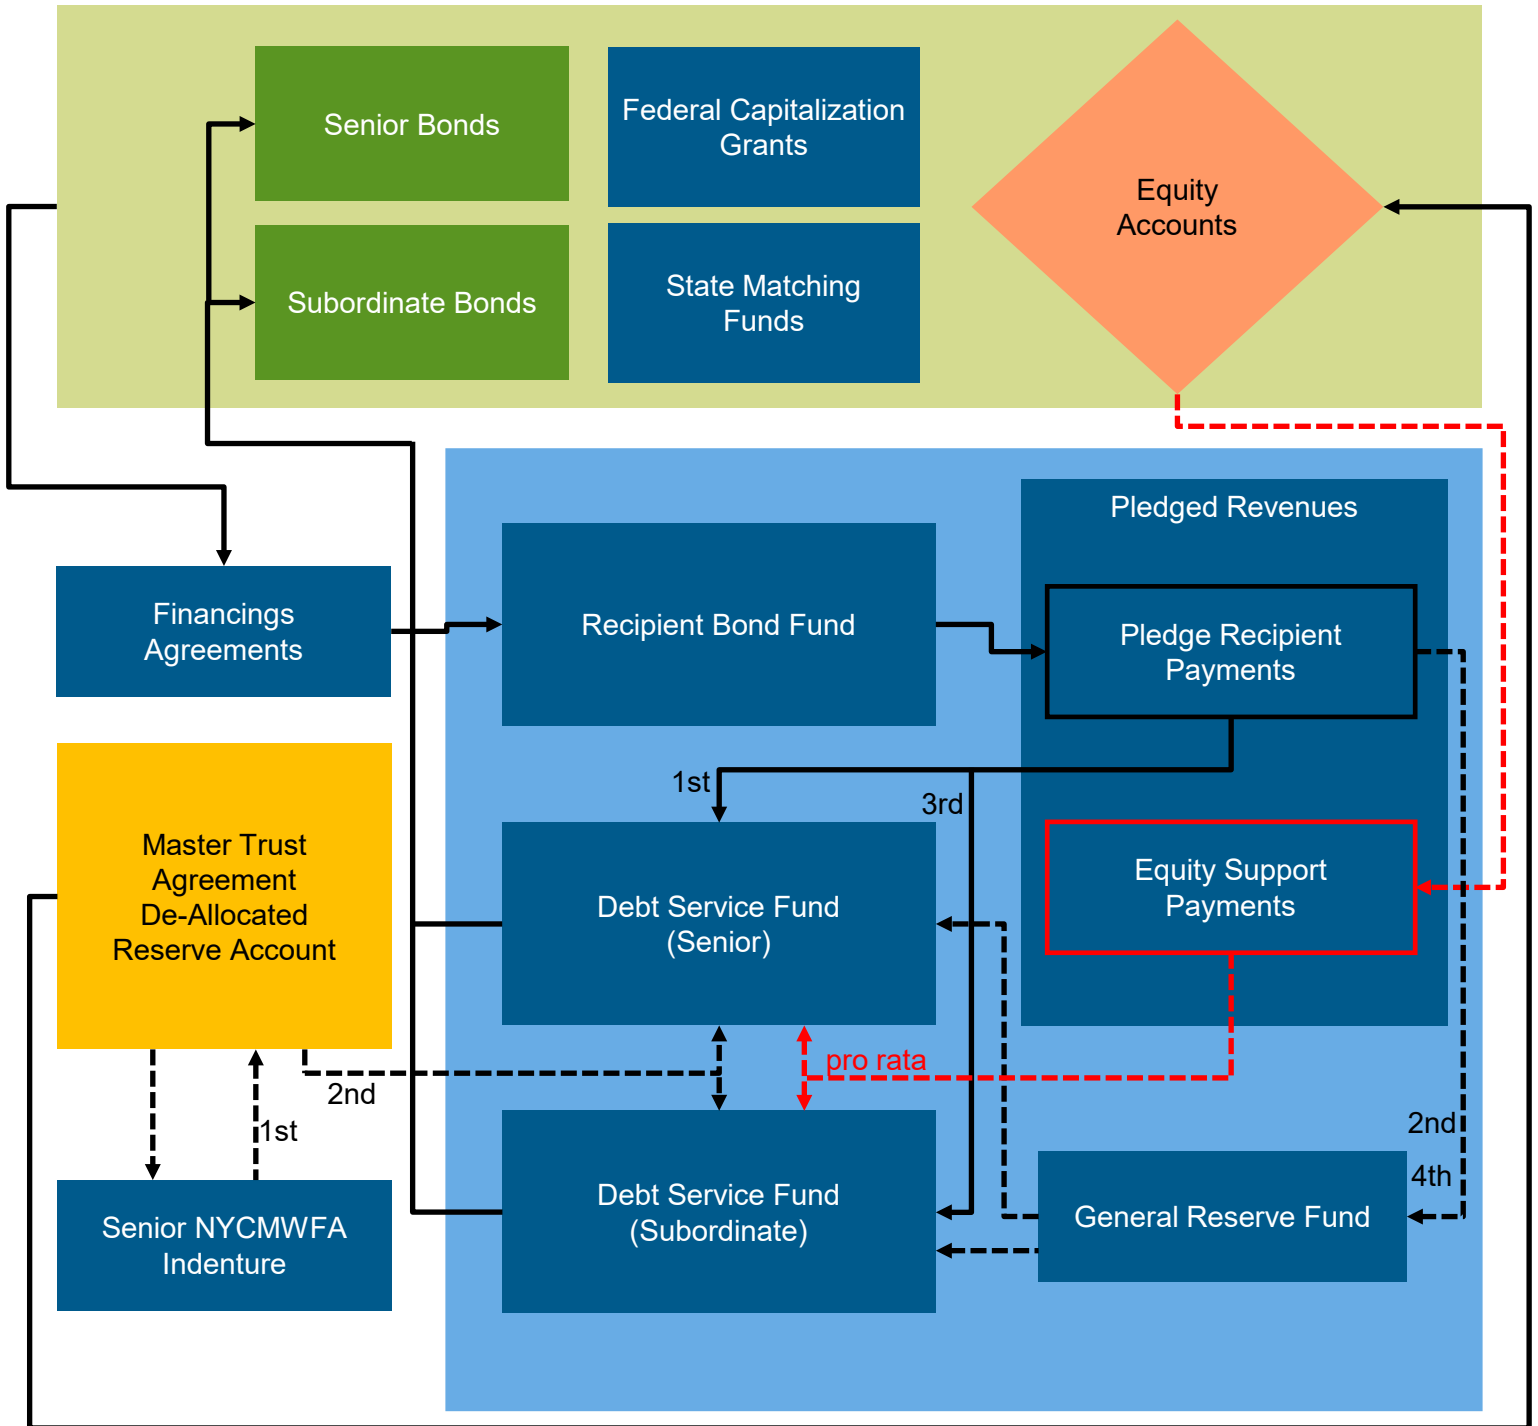 Senior Bonds
Federal Capitalization
Grants
Equity
Accounts
Subordinate Bonds
State Matching
Funds
Pledged Revenues
Financings
Agreements
Recipient Bond Fund
Pledge Recipient
Payments
1st
3rd
Master Trust
Agreement
De-Allocated
Reserve Account
Debt Service Fund
(Senior)
Equity Support
Payments
pro rata
2nd
1st
2nd
4th
Senior NYCMWFA
Indenture
Debt Service Fund
(Subordinate)
General Reserve Fund